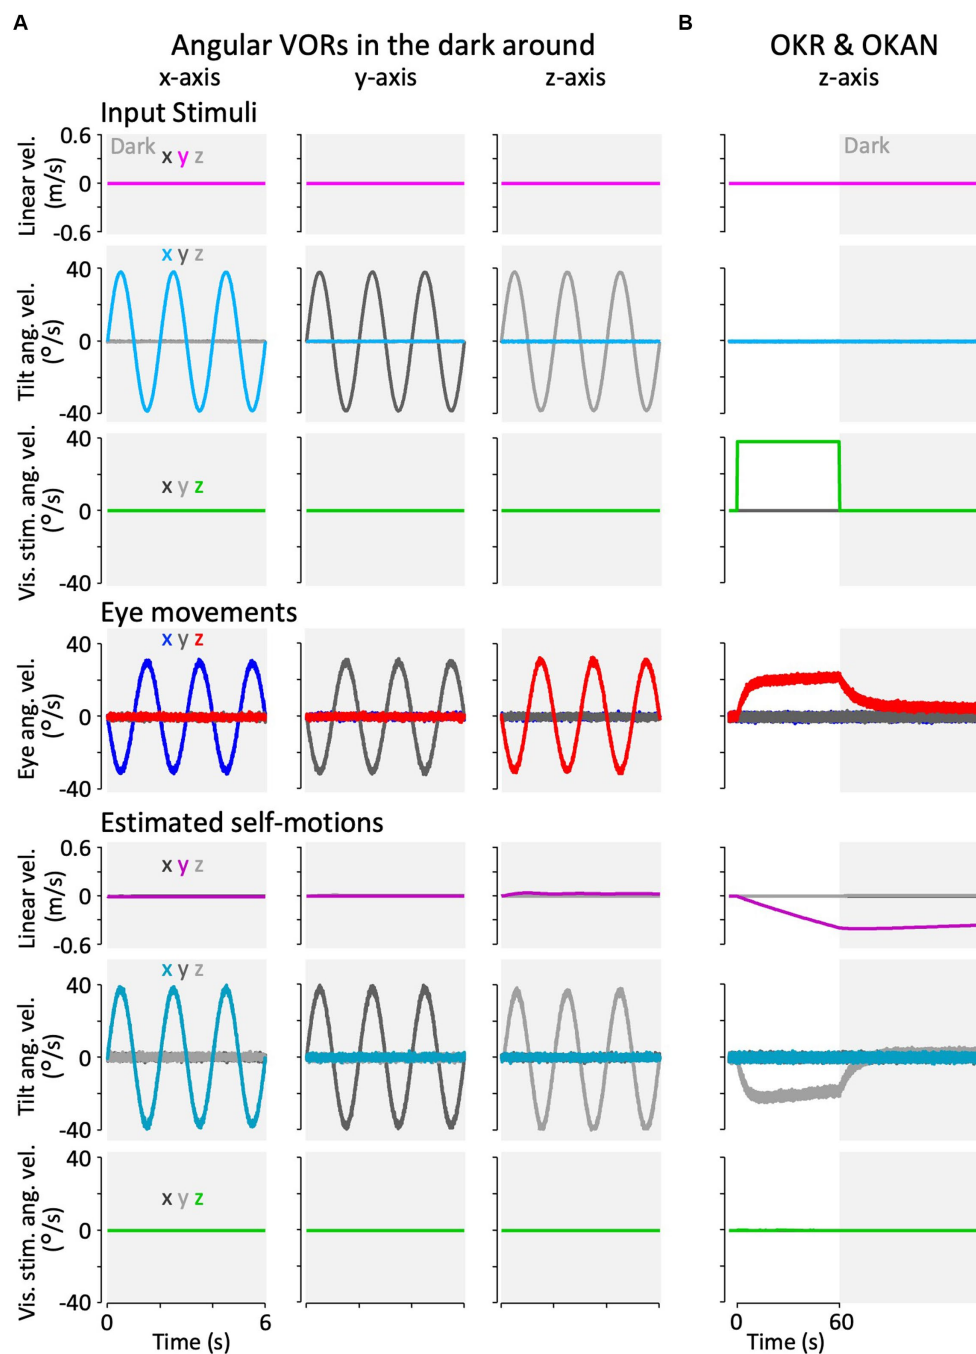 A
B
Angular VORs in the dark around
OKR & OKAN
x-axis
y-axis
z-axis
z-axis
Input Stimuli
Linear vel.
(m/s)
0.6
0
-0.6
Dark
x y z
Dark
Tilt ang. vel.
(°/s)
40
0
-40
x y z
Vis. stim. ang. vel.
(°/s)
40
0
-40
x y z
Eye movements
Eye ang. vel.
(°/s)
40
0
-40
x y z
Estimated self-motions
Linear vel.
(m/s)
0.6
0
-0.6
x y z
Tilt ang. vel.
(°/s)
40
0
-40
x y z
Vis. stim. ang. vel.
(°/s)
40
0
-40
x y z
0
6
Time (s)
0
60
Time (s)